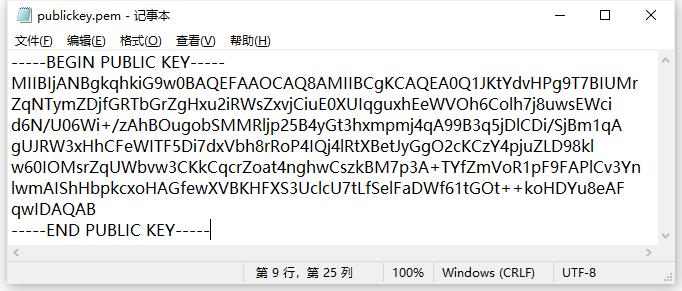 publickey.pem - 记事本
文件(F) 编辑(E) 格式(O) 查看(V) 帮助(H)
-----BEGIN PUBLIC KEY-----
MIIBIjANBgkqhkiG9w0BAQEFAAOCAQ8AMIIBCgKCAQEA0Q1JKtYdvHPg9T7BIUMr
ZqNTymZDjfGRTbGrZgHxu2iRWsZxvjCiuE0XUIqguxhEeWVOh6Colh7j8uwsEWci
d6N/U06Wi+/zAhBOugobSMMRljp25B4yGt3hxmpmj4qA99B3q5jDlCDi/SjBm1qA
gUJRW3xHhCFeWITF5Di7dxVbh8rRoP4IQj4lRtXBetJyGgO2cKCzY4pjuZLD98kl
w60IOMsrZqUWbvw3CKkCqcrZoat4nghwCszkBM7p3A+TYfZmVoR1pF9FAPlCv3Yn
lwmAIShHbpkcxoHAGfewXVBKHFXS3UclcU7tLfSelFaDWf61tGOt++koHDYu8eAF
qwIDAQAB
-----END PUBLIC KEY-----
第 9 行，第 25 列 100% Windows (CRLF) UTF-8